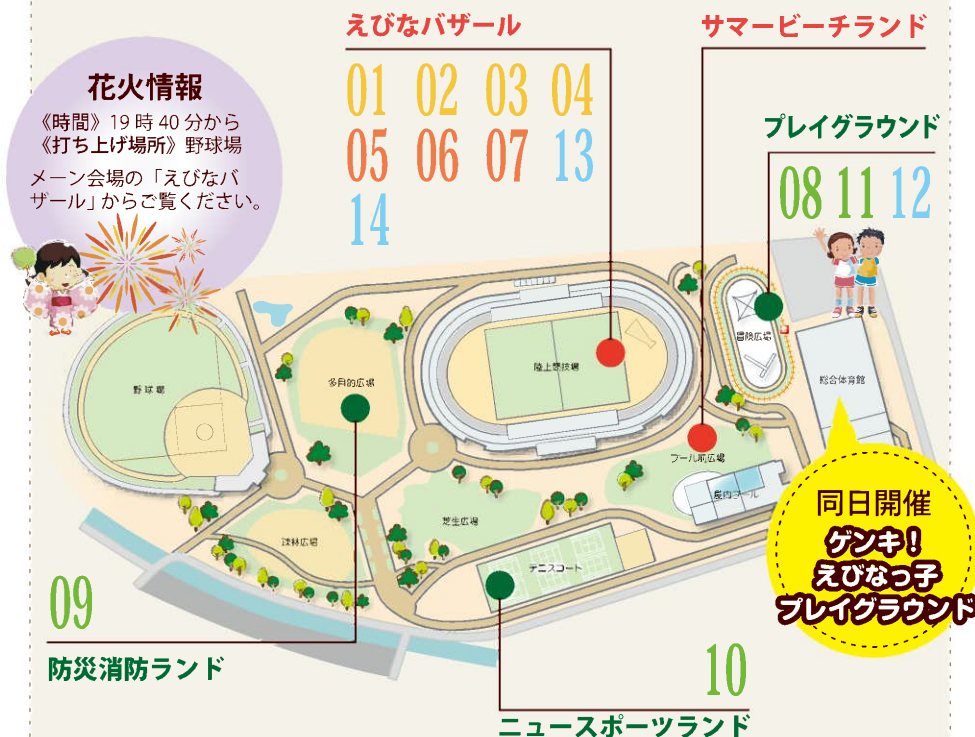 えびなバザール
01 02 03 04
05 06 07 13
14
サマービーチランド
プレイグラウンド
08 11 12
花火情報
《時間》19時40分から
《打ち上げ場所》野球場
メーン会場の「えびなバ
ザール」からご覧ください。
野球場
多目的広場
陸上競技場
冒険広場
総合体育館
プール前広場
屋内プール
芝生広場
疎林広場
テニスコート
同日開催
ゲンキ！
えびなっ子
プレイグラウンド
09
防災消防ランド
10
ニュースポーツランド